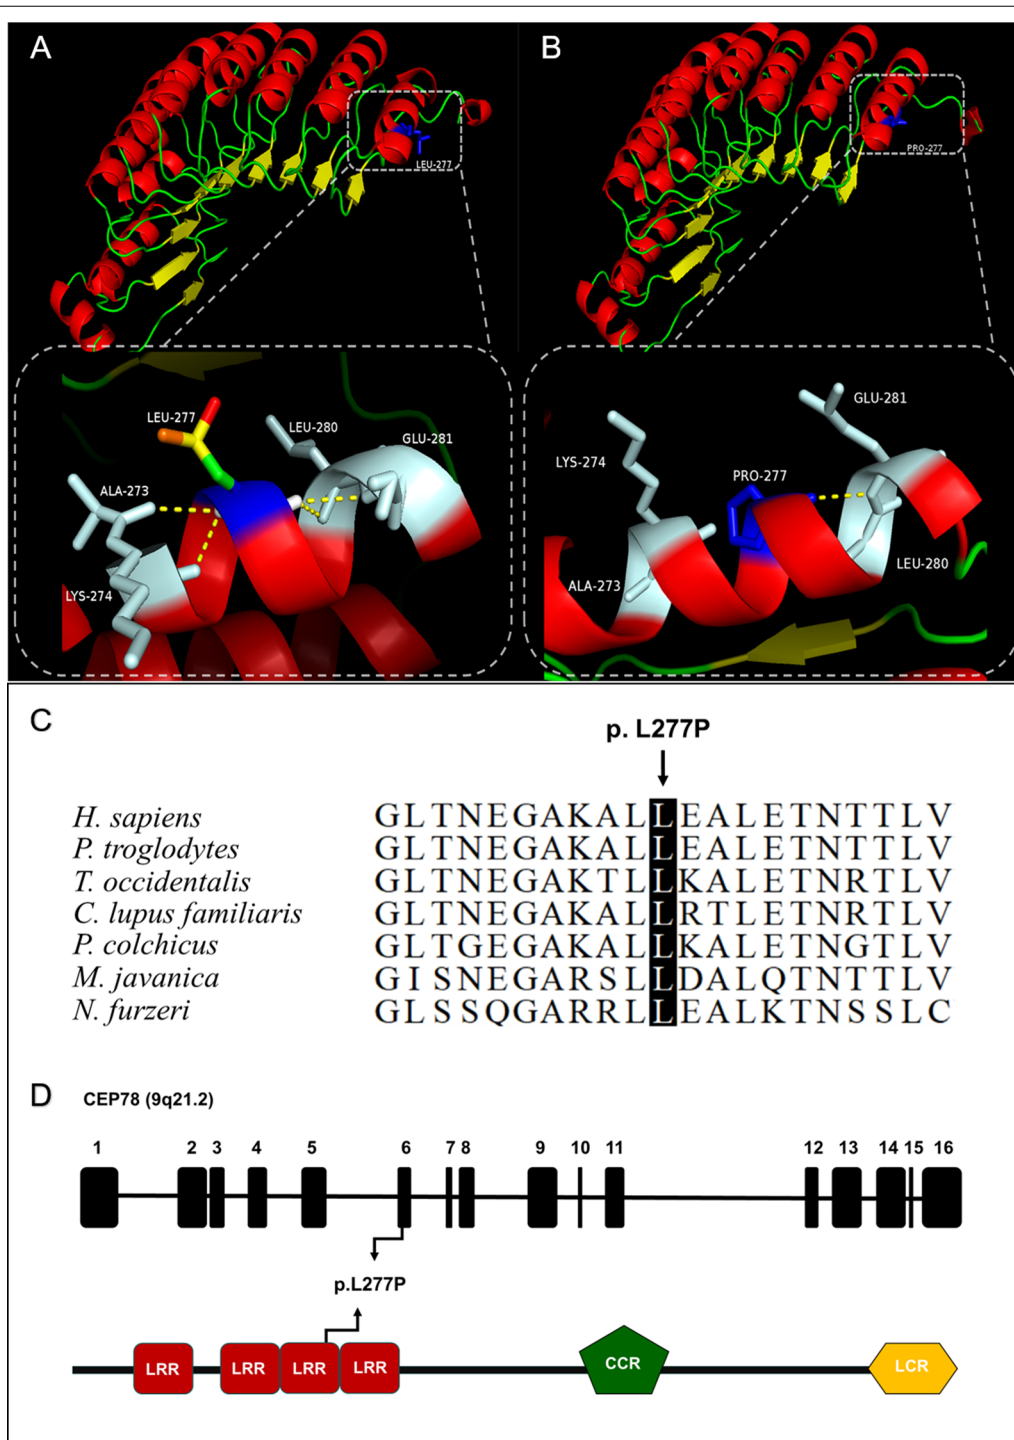 A
B
LEU-277
PRO-277
LEU-277
LEU-280
GLU-281
ALA-273
LYS-274
GLU-281
LYS-274
PRO-277
ALA-273
LEU-280
C
p. L277P
H. sapiens GLTNEGAKALLEALETNTTLV
P. troglodytes GLTNEGAKALLEALETNTTLV
T. occidentalis GLTNEGAKTLLKALETNRTLV
C. lupus familiaris GLTNEGAKALLRTLETNRTLV
P. colchicus GLTGEGAKALLKALETNGTLV
M. javanica GISNEGARSLLDALQTNTTLV
N. furzeri GLSSQGARRLLEALKTNSSLC
D CEP78 (9q21.2)
1 2 3 4 5 6 7 8 9 10 11 12 13 14 15 16
p.L277P
LRR LRR LRR LRR CCR LCR